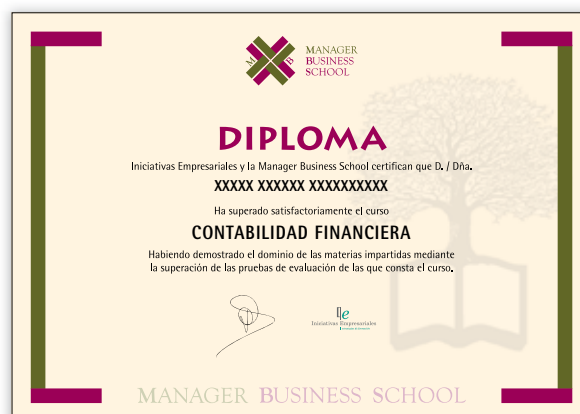 M B
MANAGER
BUSINESS
SCHOOL
DIPLOMA
Iniciativas Empresariales y la Manager Business School certifican que D. / Dña.
XXXXX XXXXXX XXXXXXXXXX
Ha superado satisfactoriamente el curso
CONTABILIDAD FINANCIERA
Habiendo demostrado el dominio de las materias impartidas mediante
la superación de las pruebas de evaluación de las que consta el curso.
Iniciativas Empresariales
MANAGER BUSINESS SCHOOL